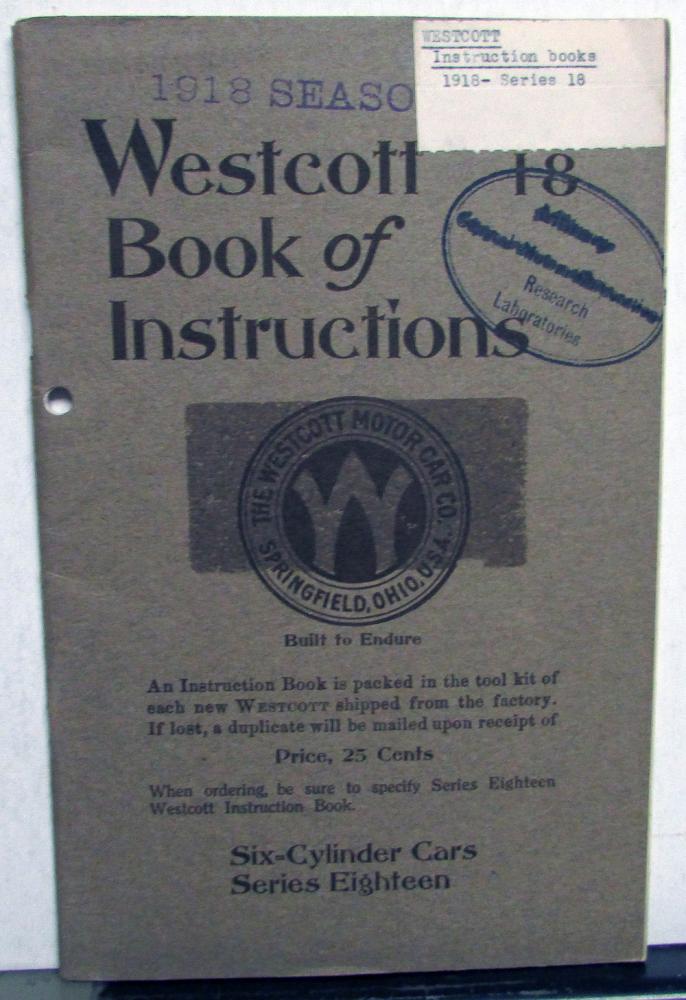 WESTCOTT
Instruction books
1918- Series 18
1918 SEASO
Westcott 18
Book of
Instructions
Research
Laboratories
THE WESTCOTT MOTOR CAR CO.
SPRINGFIELD, OHIO, U.S.A.
W
Built to Endure
An Instruction Book is packed in the tool kit of
each new WESTCOTT shipped from the factory.
If lost, a duplicate will be mailed upon receipt of
Price, 25 Cents
When ordering, be sure to specify Series Eighteen
Westcott Instruction Book.
Six-Cylinder Cars
Series Eighteen